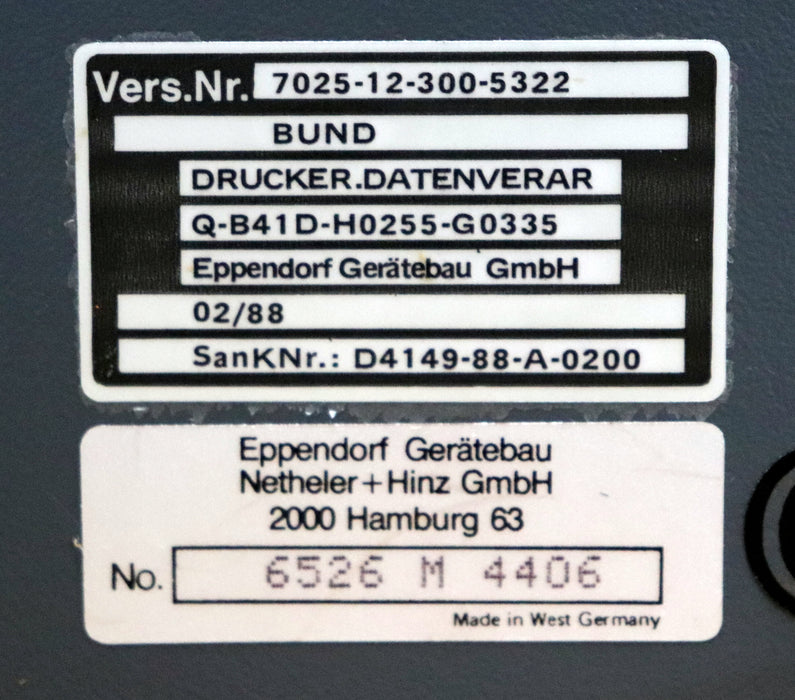 Vers.Nr. 7025-12-300-5322
BUND
DRUCKER.DATENVERAR
Q-B41D-H0255-G0335
Eppendorf Gerätebau GmbH
02/88
SanKNr.: D4149-88-A-0200
Eppendorf Gerätebau
Netheler+Hinz GmbH
2000 Hamburg 63
No. 6526 M 4406
Made in West Germany